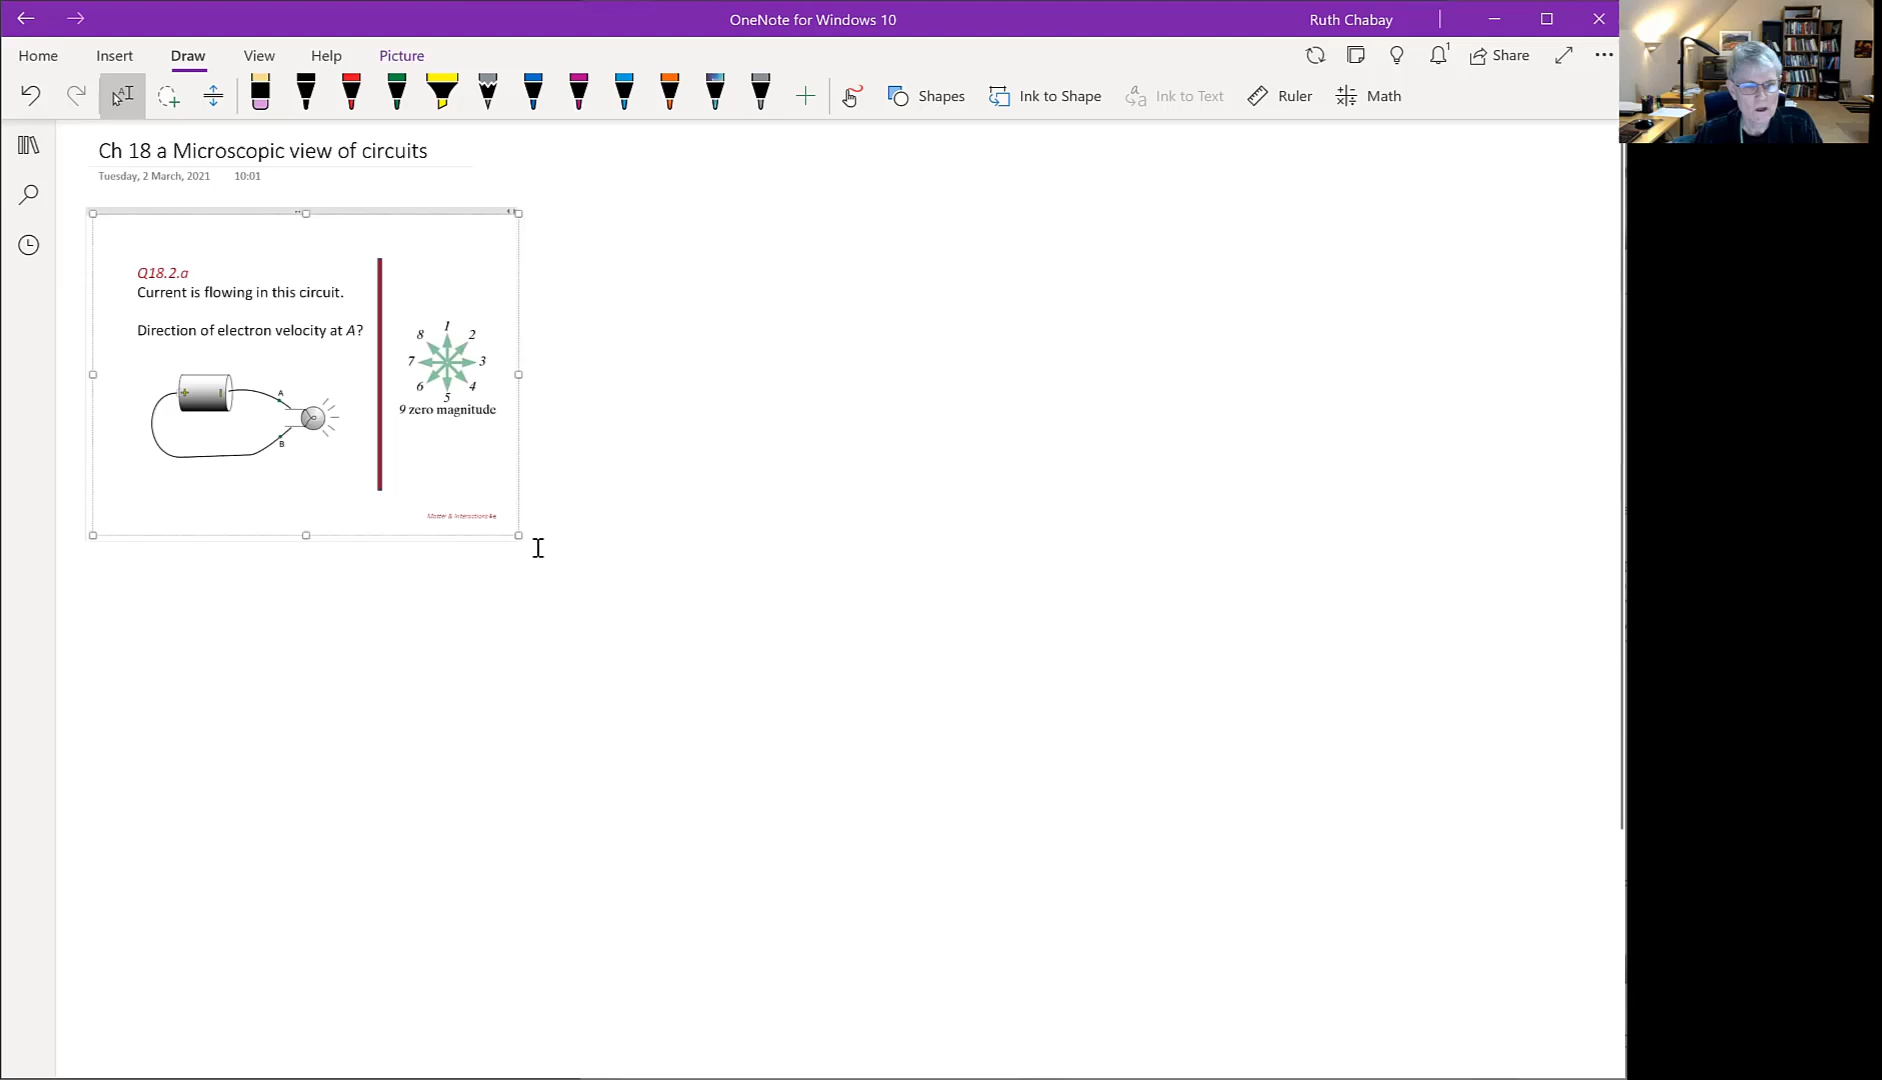 OneNote for Windows 10
Ruth Chabay
Home Insert Draw View Help Picture
Share
Shapes Ink to Shape Ink to Text Ruler Math
Ch 18 a Microscopic view of circuits
Tuesday, 2 March, 2021 10:01
Q18.2.a
Current is flowing in this circuit.
Direction of electron velocity at A?
A
B
1
8 2
7 3
6 4
5
9 zero magnitude
Matter & Interactions 4e